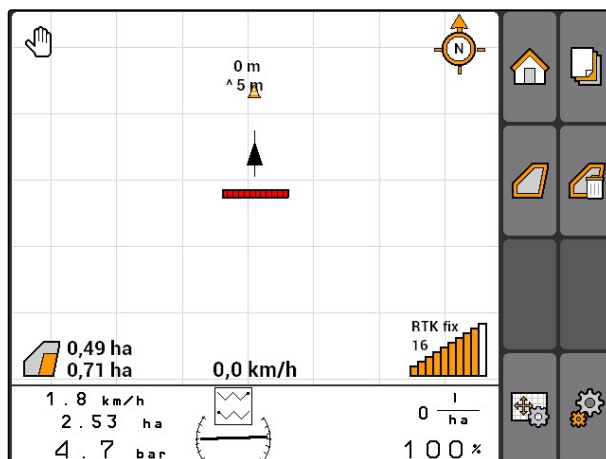 N
0 m
^ 5 m
RTK fix
16
0,49 ha
0,71 ha
0,0 km/h
1.8 km/h
2.53 ha
4.7 bar
0 l/ha
100%